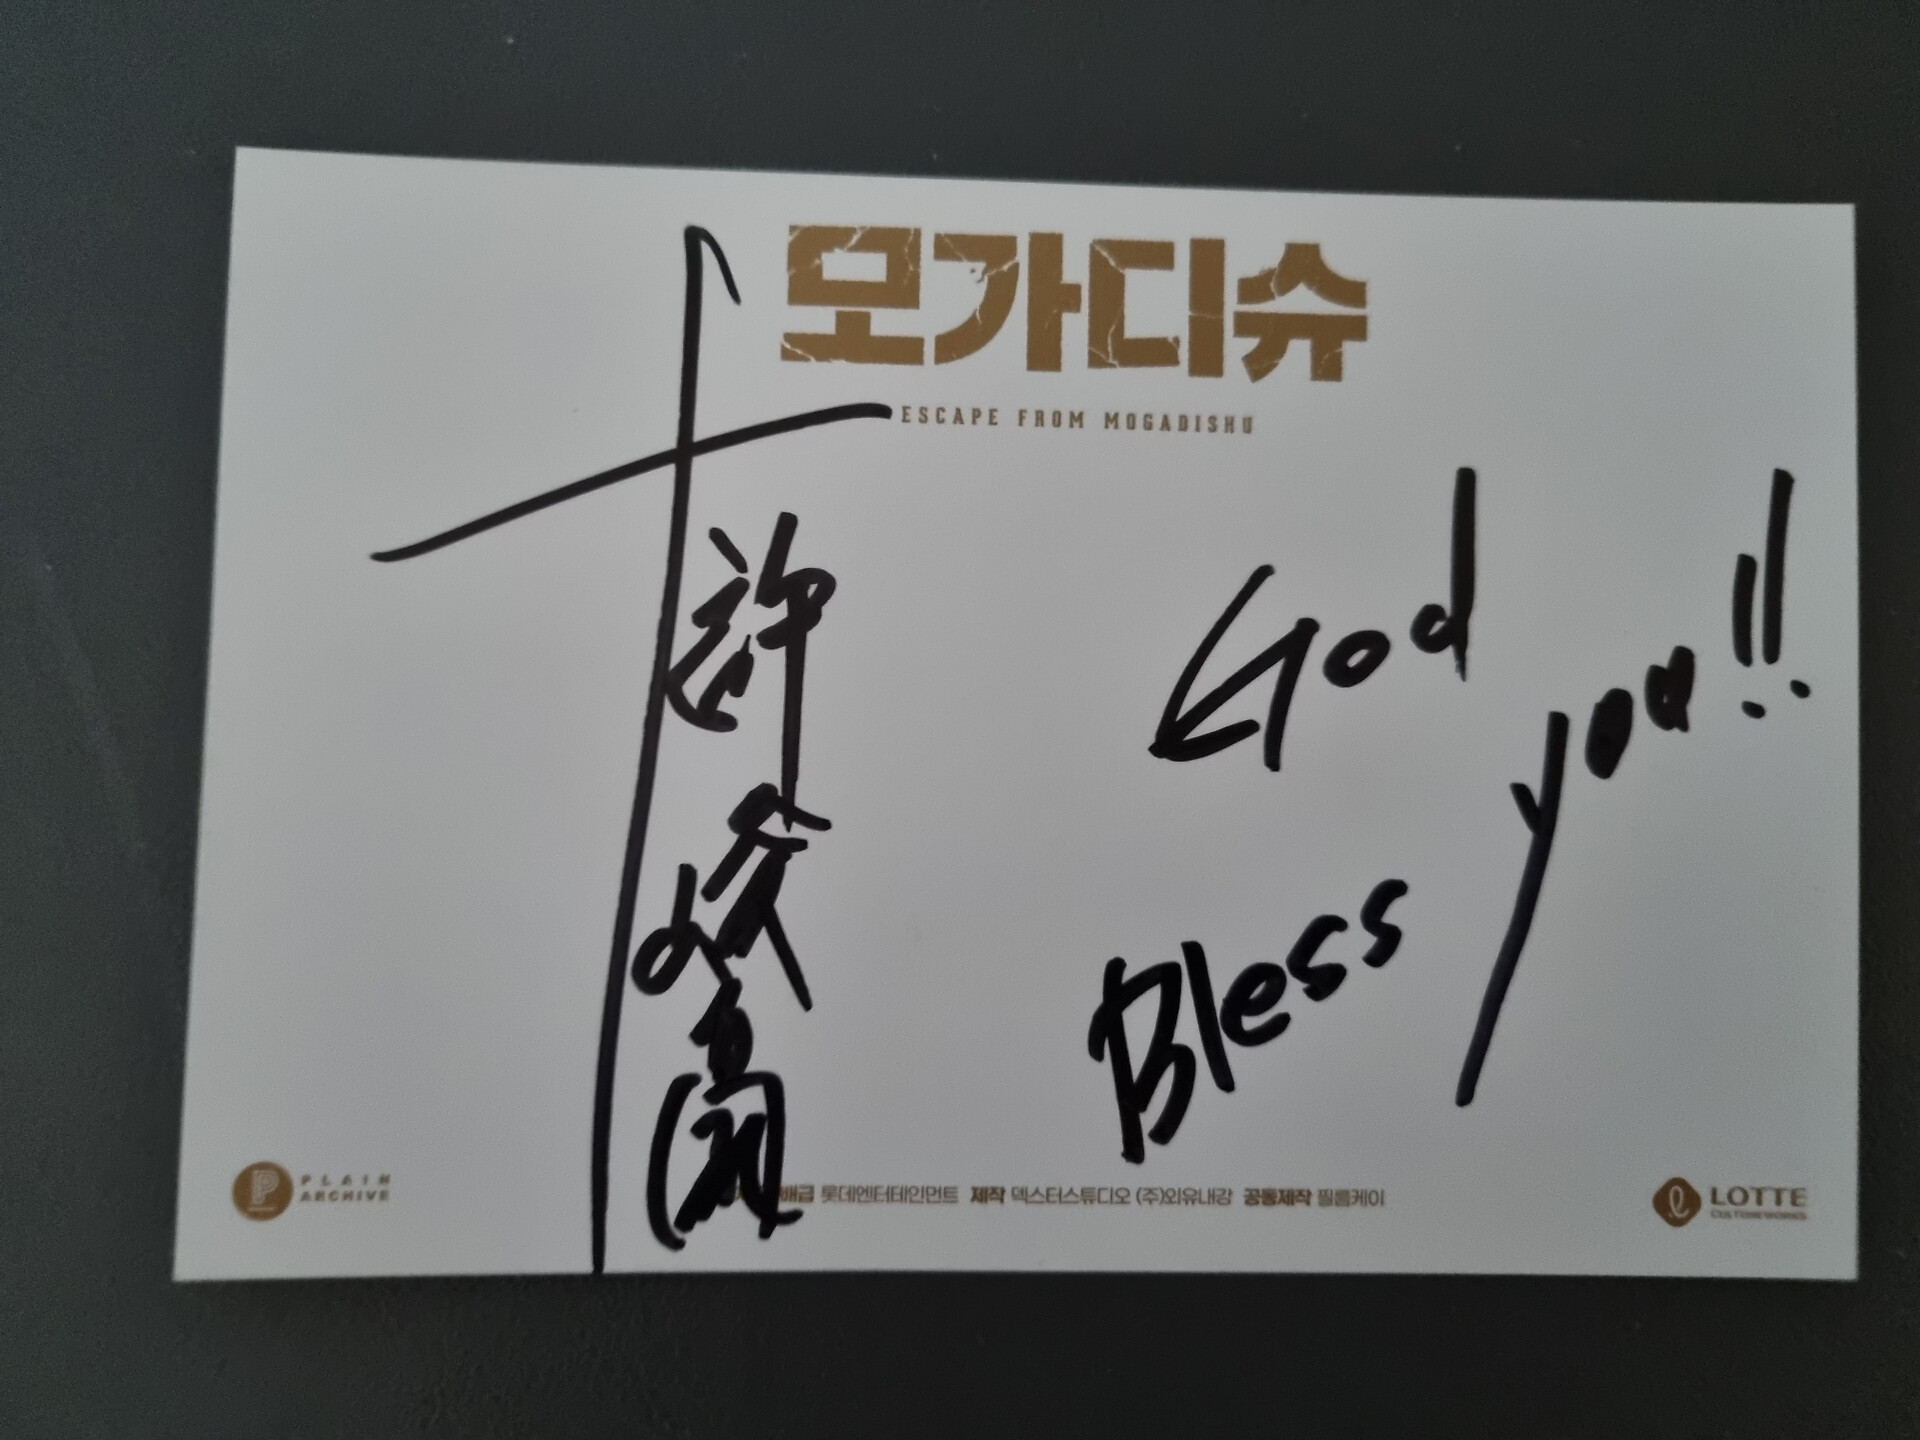 모가디슈
ESCAPE FROM MOGADISHU
許
God
Bless
you!!
PLAIN
ARCHIVE
배급 롯데엔터테인먼트 제작 덱스터스튜디오 (주)외유내강 공동제작 필름케이
LOTTE
CULTUREWORKS